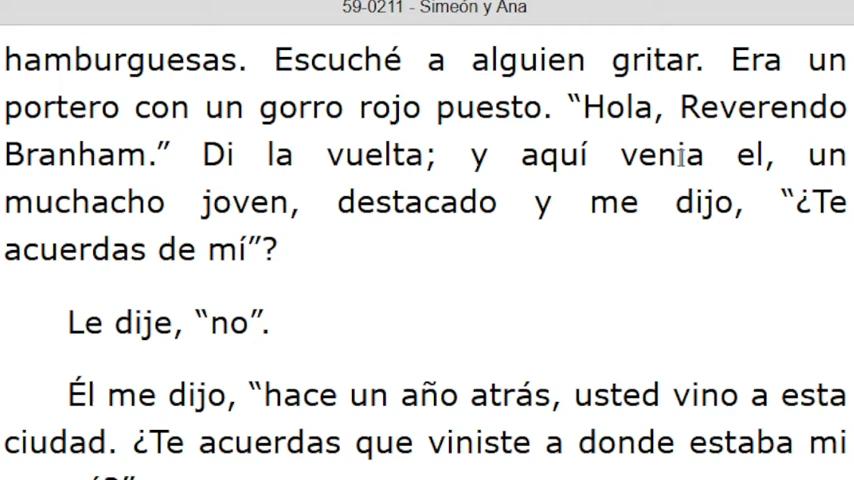 59-0211 - Simeón y Ana
hamburguesas. Escuché a alguien gritar. Era un
portero con un gorro rojo puesto. “Hola, Reverendo
Branham.” Di la vuelta; y aquí venia el, un
muchacho joven, destacado y me dijo, “¿Te
acuerdas de mí”?
Le dije, “no”.
Él me dijo, “hace un año atrás, usted vino a esta
ciudad. ¿Te acuerdas que viniste a donde estaba mi